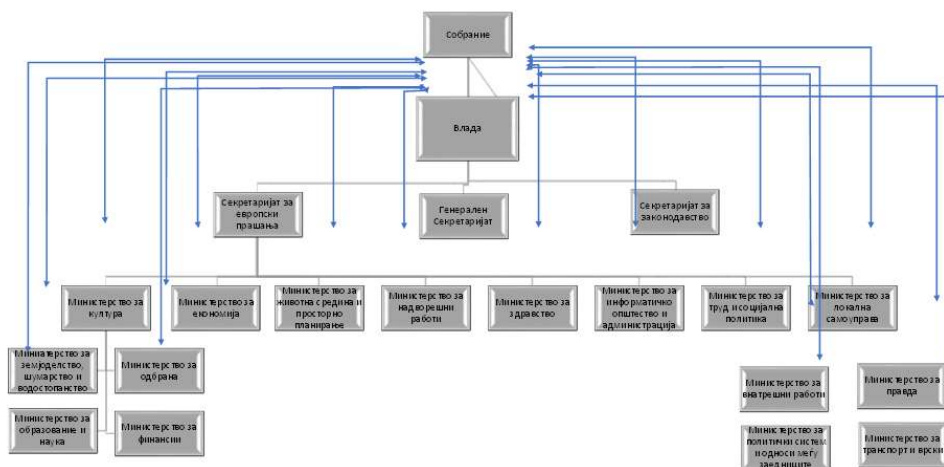 Собрание
Влада
Секретаријат за
европски
прашања
Генерален
Секретаријат
Секретаријат за
законодавство
Министерство за
култура
Министерство за
економија
Министерство за
животна средина и
просторно
планирање
Министерство за
надворешни
работи
Министерство за
здравство
Министерство за
информатичко
општество и
администрација
Министерство за
труд и социјална
политика
Министерство за
локална
самоуправа
Миниатерство за
земјоделство,
шумарство и
водостопанство
Министерство за
одбрана
Министерство за
внатрешни работи
Министерство за
правда
Министерство за
образование и
наука
Министерство за
финансии
Министерство за
политички систем
и односи меѓу
заедниците
Министерство за
транспорт и врски